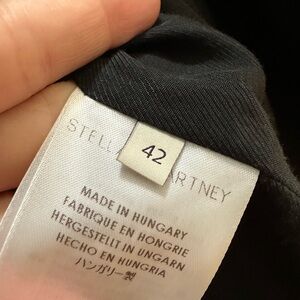 STELL
42
ARTNEY
MADE IN HUNGARY
FABRIQUE EN HONGRIE
HERGESTELLT IN UNGARN
HECHO EN HUNGRIA
ハンガリー製